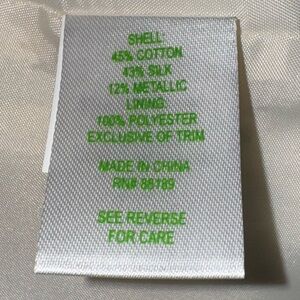 SHELL:
45% COTTON
43% SILK
12% METALLIC
LINING:
100% POLYESTER
EXCLUSIVE OF TRIM
MADE IN CHINA
RN# 86789
SEE REVERSE
FOR CARE